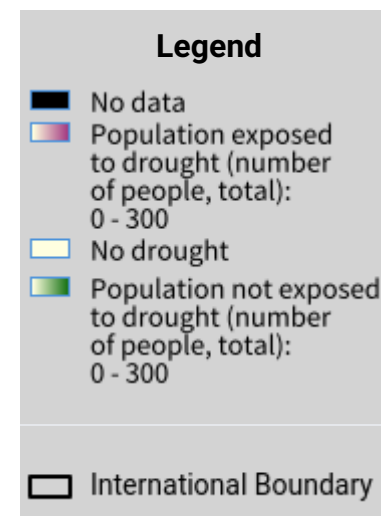 Legend
No data
Population exposed
to drought (number
of people, total):
0 - 300
No drought
Population not exposed
to drought (number
of people, total):
0 - 300
International Boundary